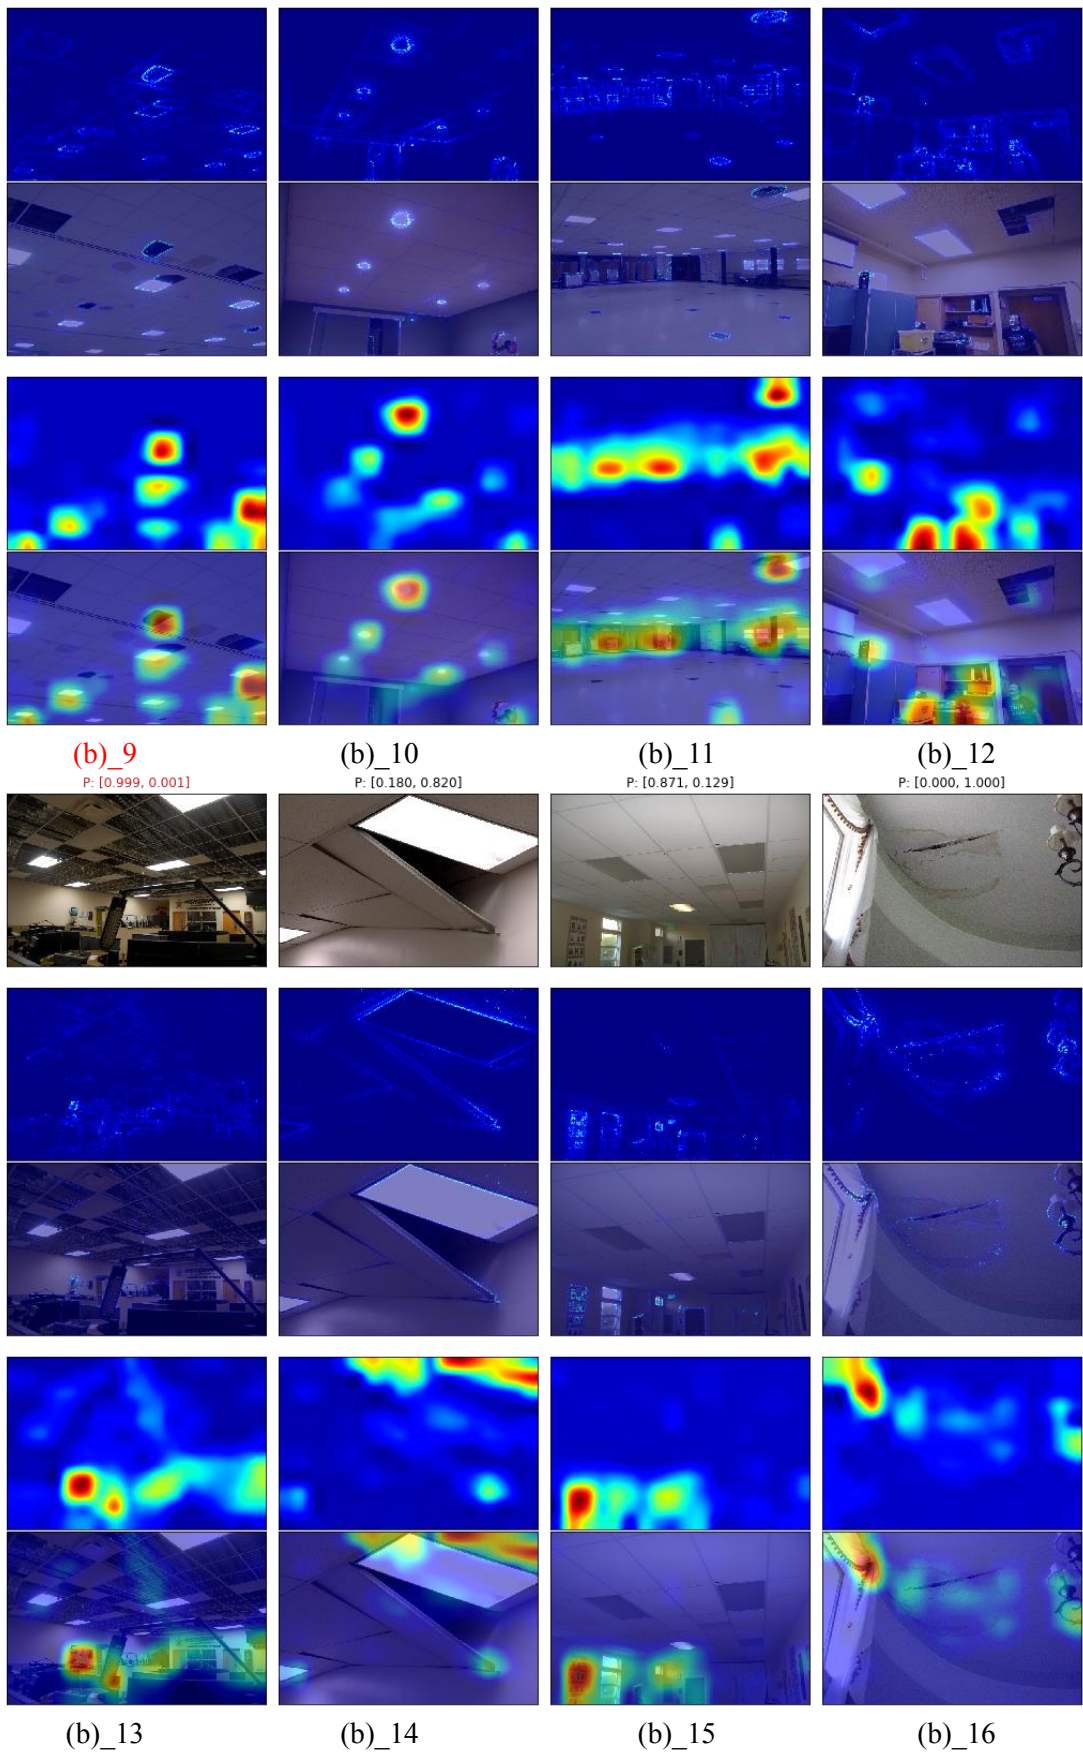 (b)_9 (b)_10 (b)_11 (b)_12
P: [0.999, 0.001] P: [0.180, 0.820] P: [0.871, 0.129] P: [0.000, 1.000]
(b)_13 (b)_14 (b)_15 (b)_16